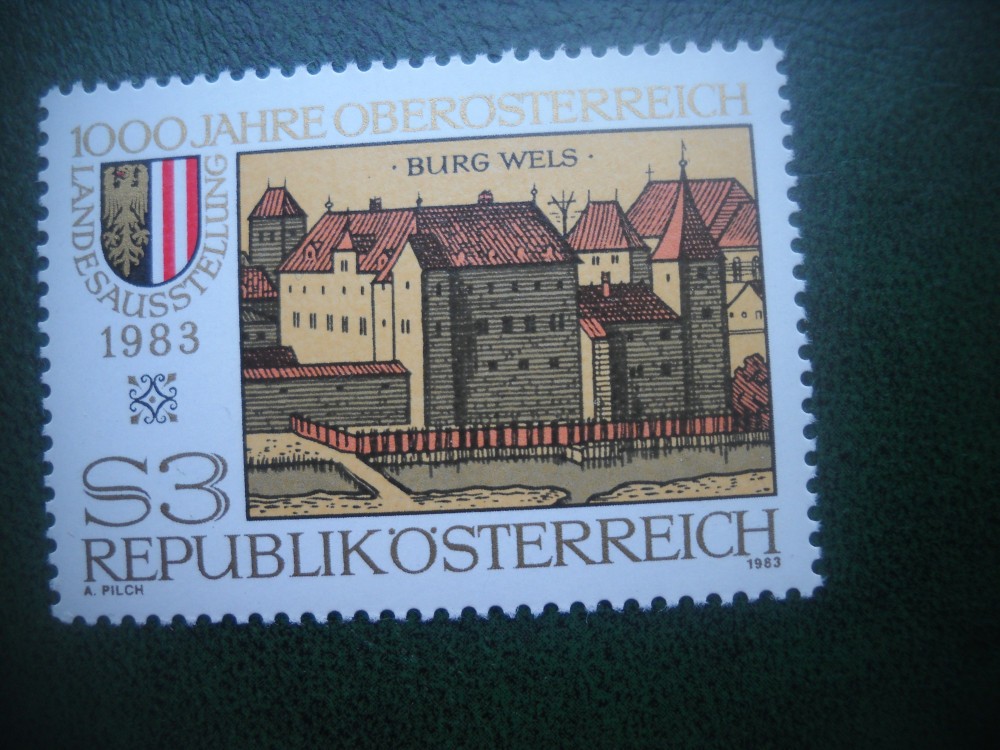 1000 JAHRE OBERÖSTERREICH
LANDESAUSSTELLUNG
1983
· BURG WELS ·
S3
REPUBLIK ÖSTERREICH
A. PILCH
1983